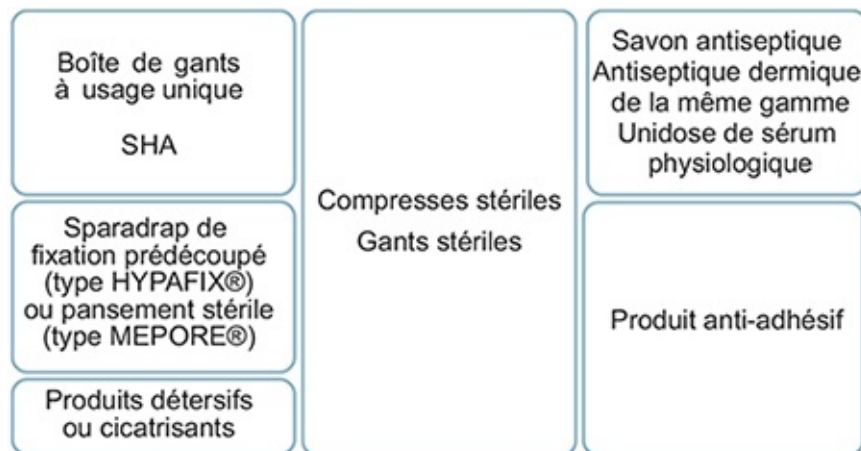 Boîte de gants
à usage unique
SHA
Sparadrap de
fixation prédécoupé
(type HYPAFIX®)
ou pansement stérile
(type MEPORE®)
Produits détersifs
ou cicatrisants
Compresses stériles
Gants stériles
Savon antiseptique
Antiseptique dermique
de la même gamme
Unidose de sérum
physiologique
Produit anti-adhésif